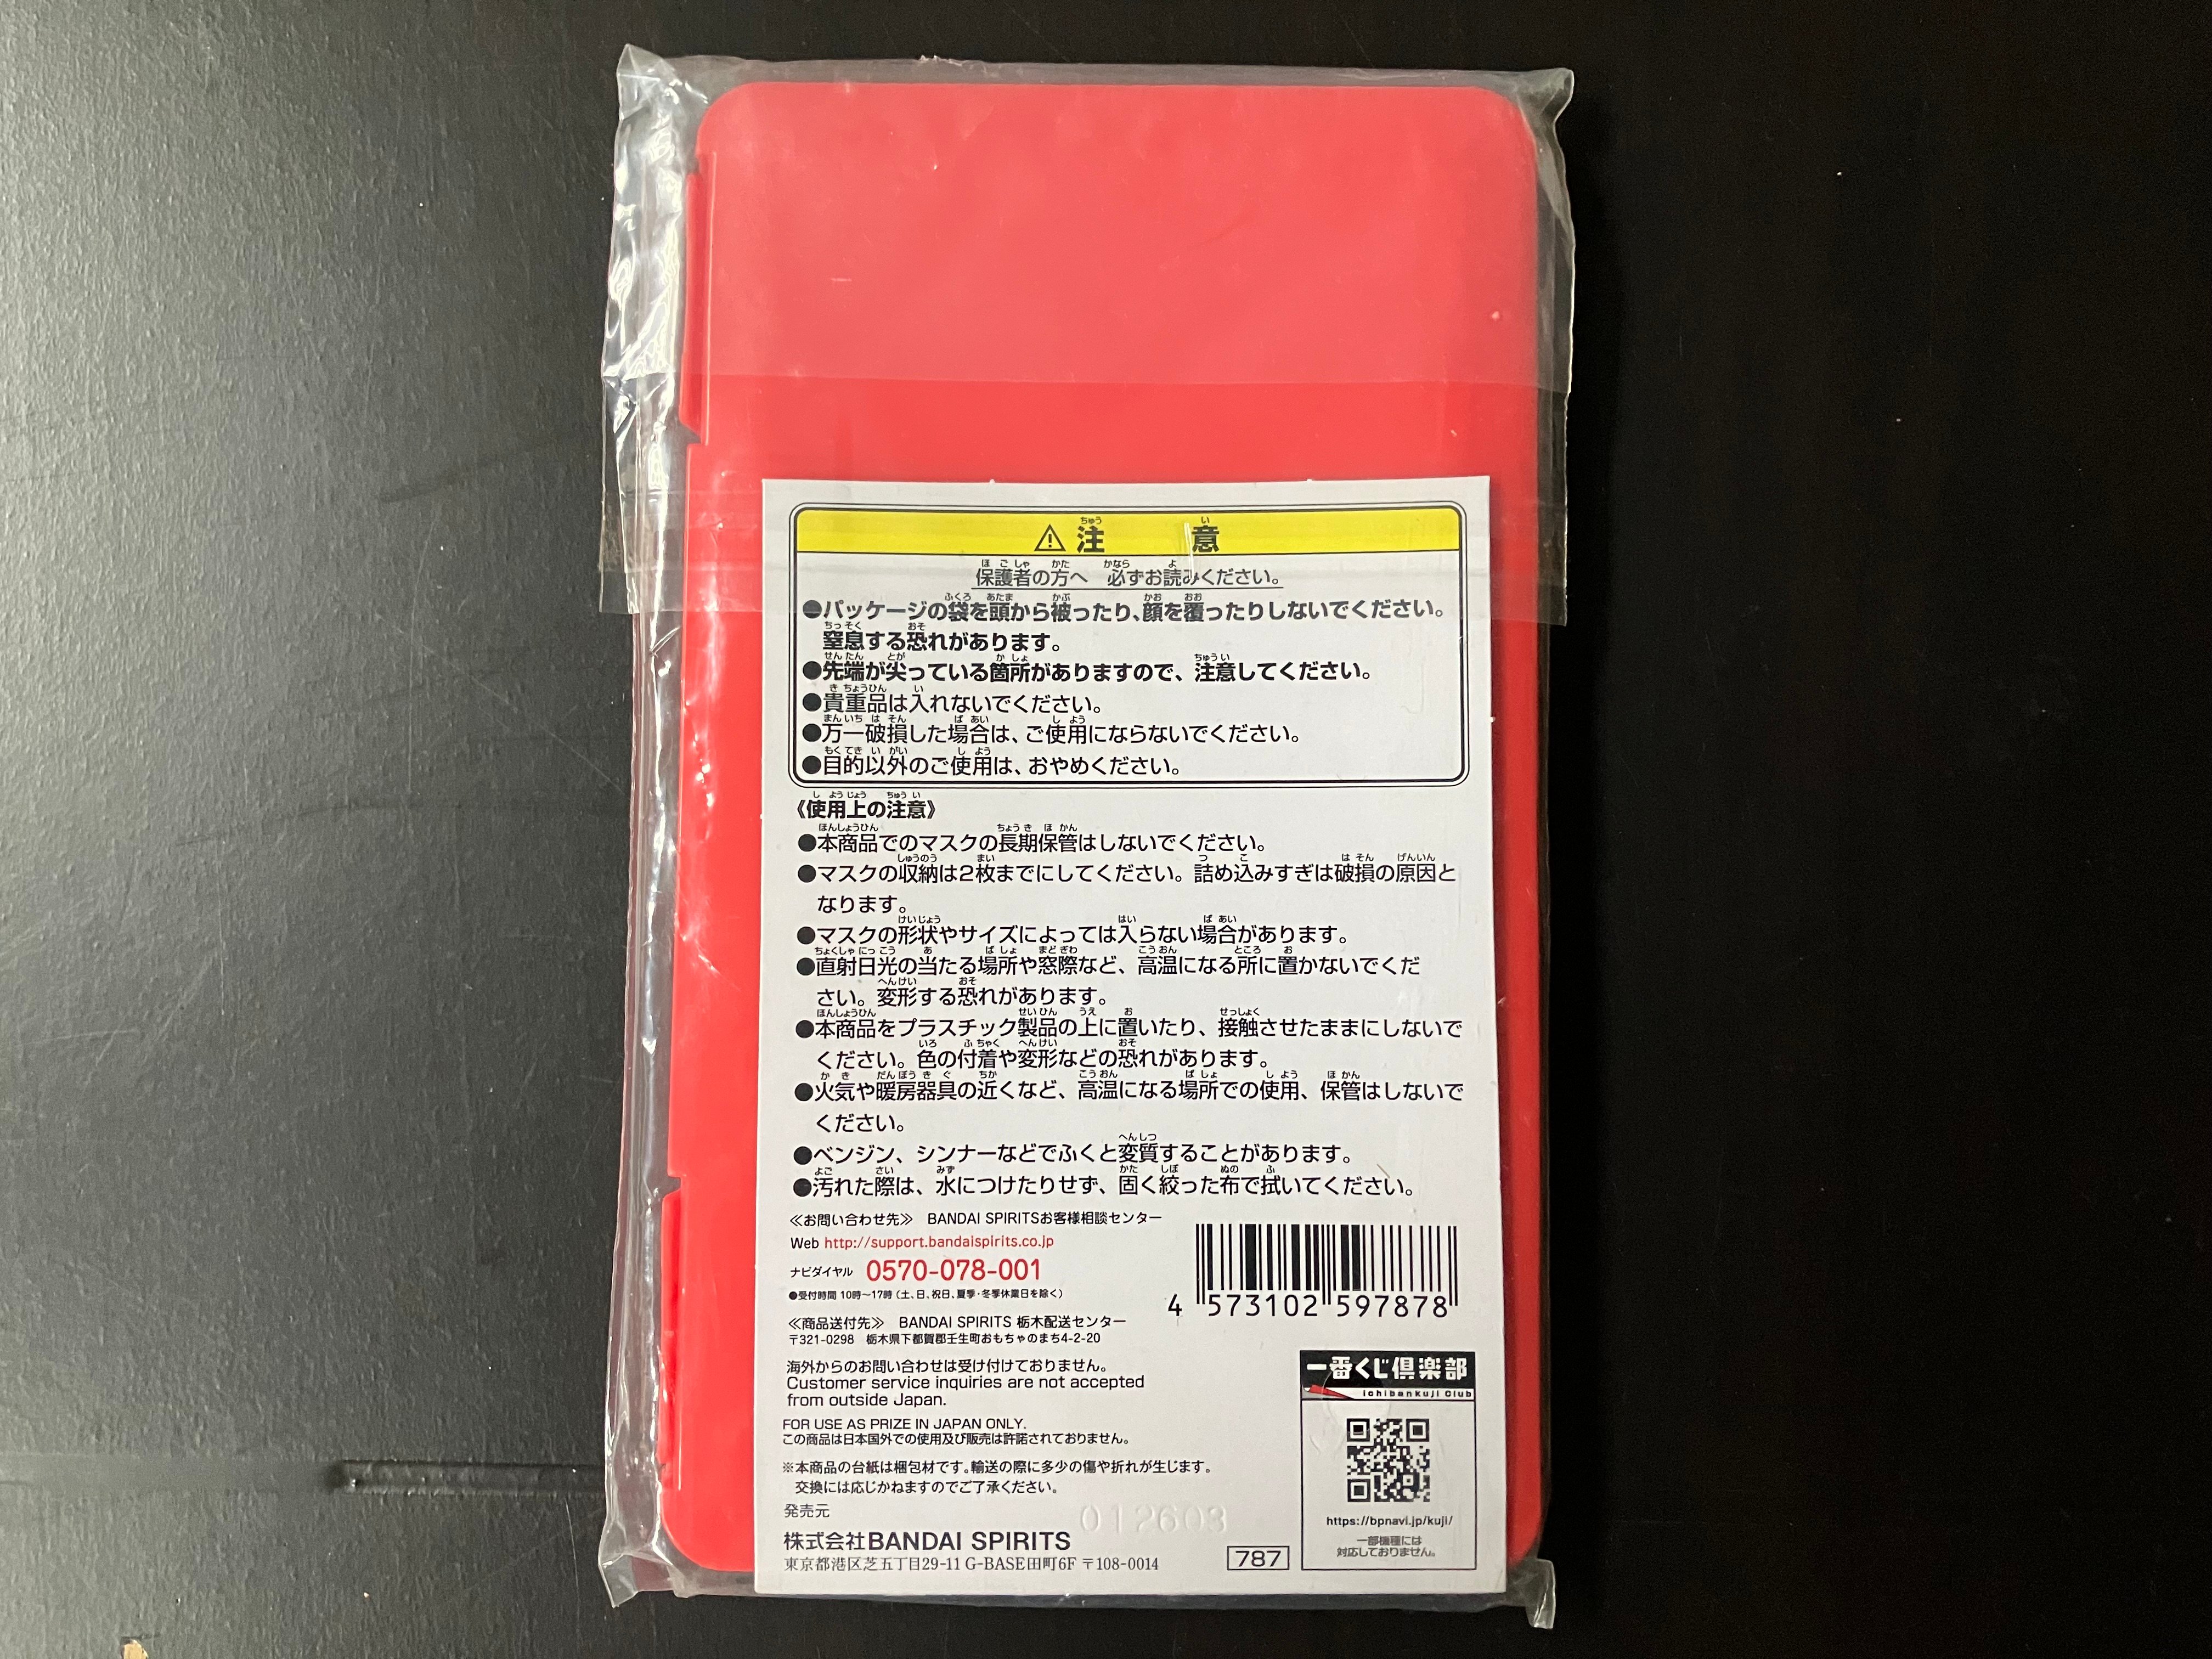 ⚠注意
保護者の方へ 必ずお読みください。
●パッケージの袋を頭から被ったり、顔を覆ったりしないでください。
窒息する恐れがあります。
●先端が尖っている箇所がありますので、注意してください。
●貴重品は入れないでください。
●万一破損した場合は、ご使用にならないでください。
●目的以外のご使用は、おやめください。
《使用上の注意》
●本商品でのマスクの長期保管はしないでください。
●マスクの収納は2枚までにしてください。詰め込みすぎは破損の原因と
なります。
●マスクの形状やサイズによっては入らない場合があります。
●直射日光の当たる場所や窓際など、高温になる所に置かないでくだ
さい。変形する恐れがあります。
●本商品をプラスチック製品の上に置いたり、接触させたままにしないで
ください。色の付着や変形などの恐れがあります。
●火気や暖房器具の近くなど、高温になる場所での使用、保管はしないで
ください。
●ベンジン、シンナーなどでふくと変質することがあります。
●汚れた際は、水につけたりせず、固く絞った布で拭いてください。
≪お問い合わせ先≫ BANDAI SPIRITSお客様相談センター
Web http://support.bandaispirits.co.jp
ナビダイヤル 0570-078-001
●受付時間 10時〜17時（土、日、祝日、夏季・冬季休業日を除く）
≪商品送付先≫ BANDAI SPIRITS 栃木配送センター
〒321-0298 栃木県下都賀郡壬生町おもちゃのまち4-2-20
4 573102 597878
海外からのお問い合わせは受け付けておりません。
Customer service inquiries are not accepted
from outside Japan.
FOR USE AS PRIZE IN JAPAN ONLY.
この商品は日本国外での使用及び販売は許諾されておりません。
※本商品の台紙は梱包材です。輸送の際に多少の傷や折れが生じます。
交換には応じかねますのでご了承ください。
発売元
012603
株式会社BANDAI SPIRITS
東京都港区芝五丁目29-11 G-BASE田町6F 〒108-0014
787
一番くじ倶楽部
ichibankuji Club
https://bpnavi.jp/kuji/
一部機種には
対応しておりません。